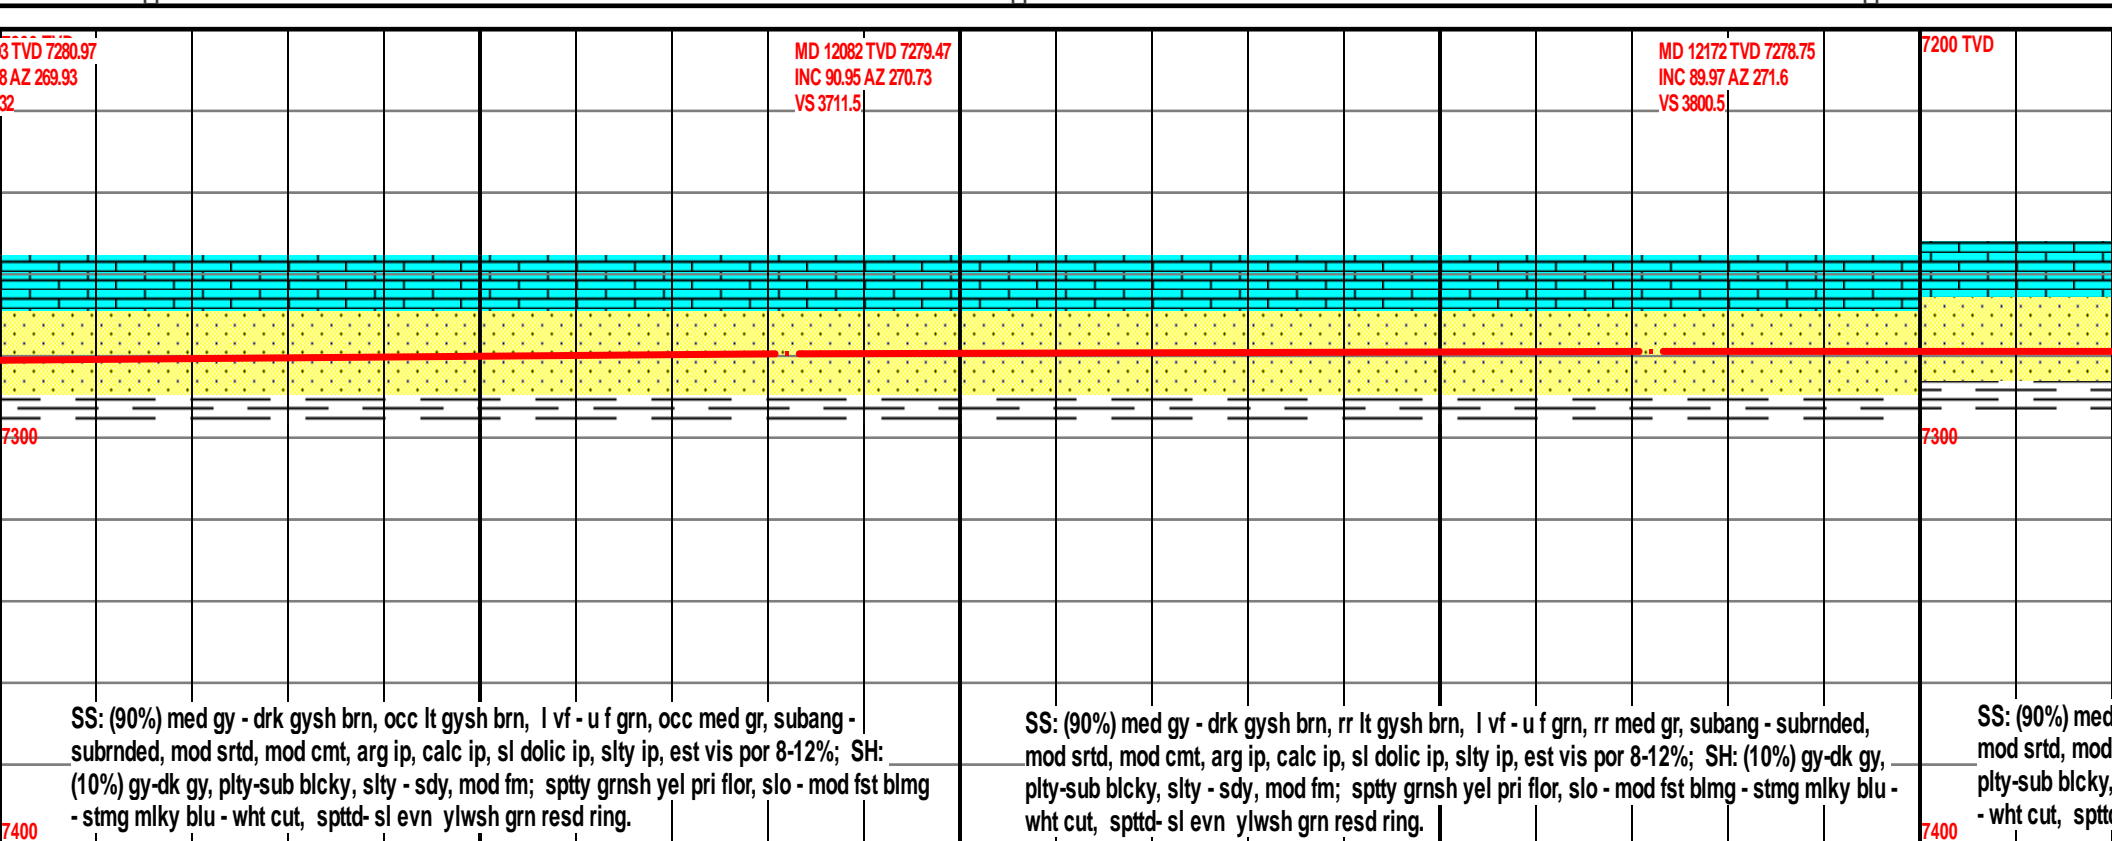 3 TVD 7280.97
8 AZ 269.93
32
MD 12082 TVD 7279.47
INC 90.95 AZ 270.73
VS 3711.5
MD 12172 TVD 7278.75
INC 89.97 AZ 271.6
VS 3800.5
7200 TVD
7300
7300
SS: (90%) med gy - drk gysh brn, occ lt gysh brn, l vf - u f grn, occ med gr, subang -
subrnded, mod srtd, mod cmt, arg ip, calc ip, sl dolic ip, slty ip, est vis por 8-12%; SH:
(10%) gy-dk gy, plty-sub blcky, slty - sdy, mod fm; sptty grnsh yel pri flor, slo - mod fst blmg
- stmg mlky blu - wht cut, spttd- sl evn ylwsh grn resd ring.
SS: (90%) med gy - drk gysh brn, rr lt gysh brn, l vf - u f grn, rr med gr, subang - subrnded,
mod srtd, mod cmt, arg ip, calc ip, sl dolic ip, slty ip, est vis por 8-12%; SH: (10%) gy-dk gy,
plty-sub blcky, slty - sdy, mod fm; sptty grnsh yel pri flor, slo - mod fst blmg - stmg mlky blu -
wht cut, spttd- sl evn ylwsh grn resd ring.
SS: (90%) med
mod srtd, mod
plty-sub blcky,
- wht cut, sptt
7400
7400